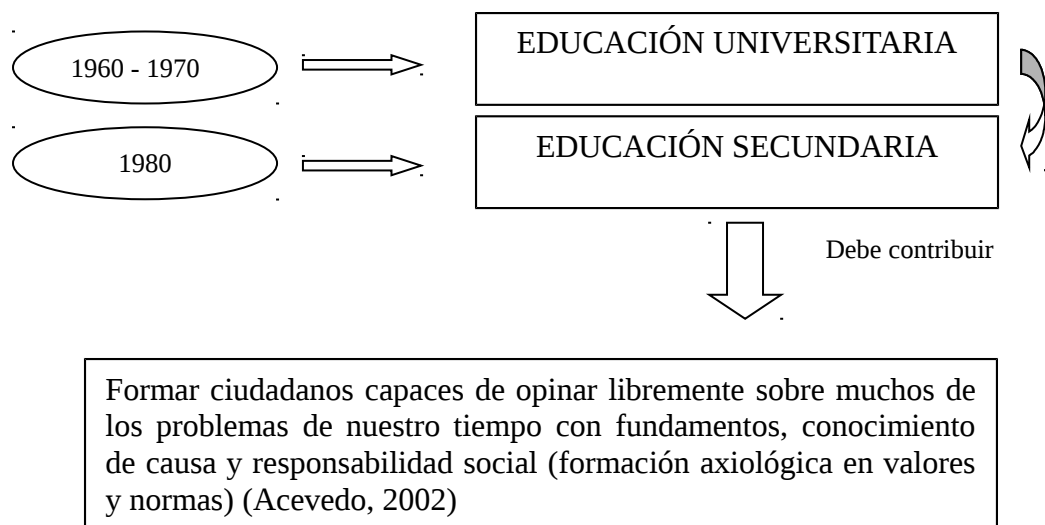 1960 - 1970
EDUCACIÓN UNIVERSITARIA
1980
EDUCACIÓN SECUNDARIA
Debe contribuir
Formar ciudadanos capaces de opinar libremente sobre muchos de
los problemas de nuestro tiempo con fundamentos, conocimiento
de causa y responsabilidad social (formación axiológica en valores
y normas) (Acevedo, 2002)